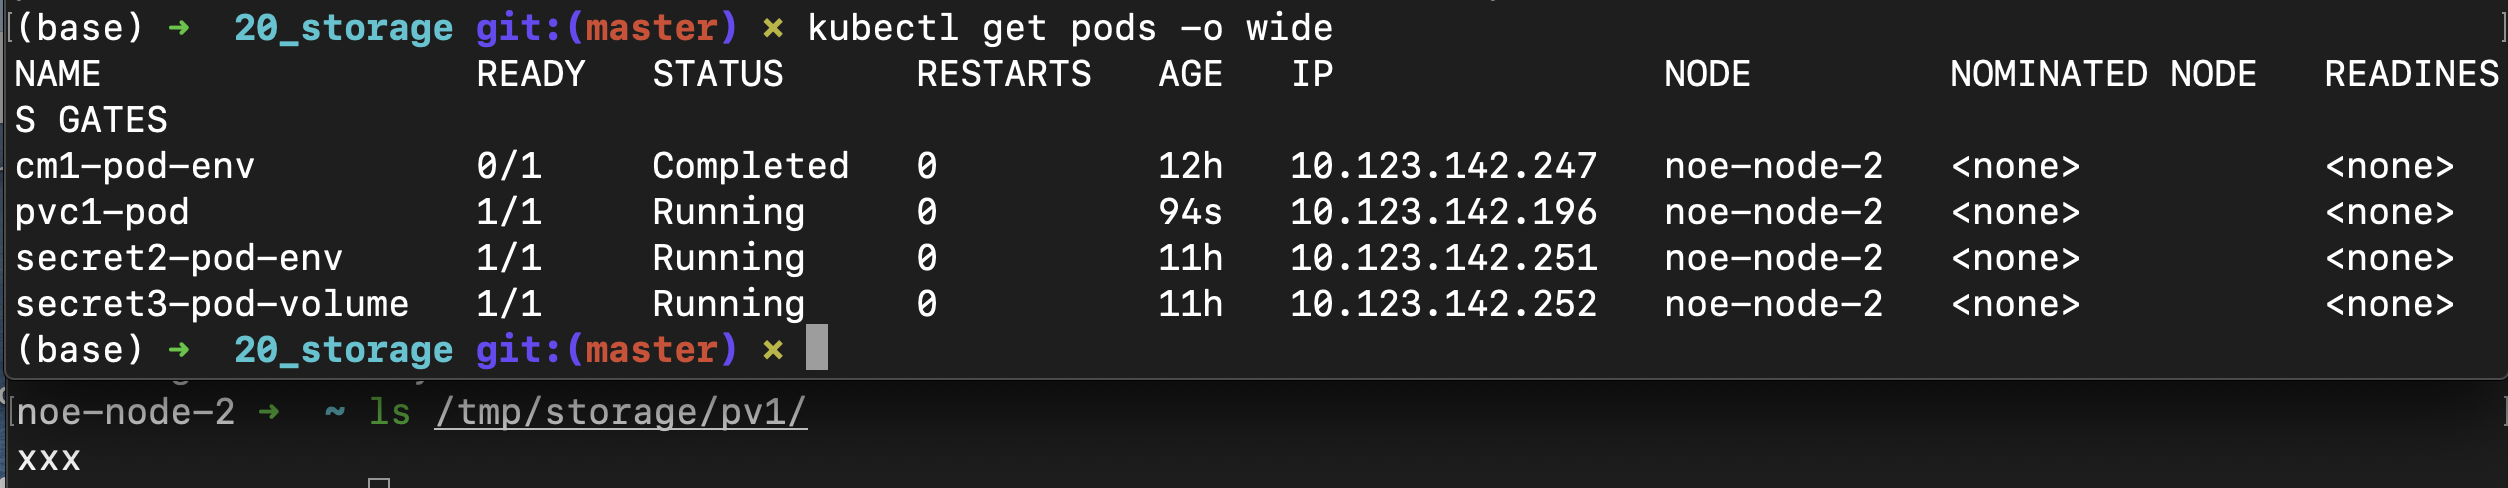 (base) ➜  20_storage git:(master) ✗ kubectl get pods -o wide
NAME                 READY   STATUS      RESTARTS   AGE   IP               NODE         NOMINATED NODE   READINES
S GATES
cm1-pod-env          0/1     Completed   0          12h   10.123.142.247   noe-node-2   <none>           <none>
pvc1-pod             1/1     Running     0          94s   10.123.142.196   noe-node-2   <none>           <none>
secret2-pod-env      1/1     Running     0          11h   10.123.142.251   noe-node-2   <none>           <none>
secret3-pod-volume   1/1     Running     0          11h   10.123.142.252   noe-node-2   <none>           <none>
(base) ➜  20_storage git:(master) ✗
noe-node-2 ➜  ~ ls /tmp/storage/pv1/
xxx